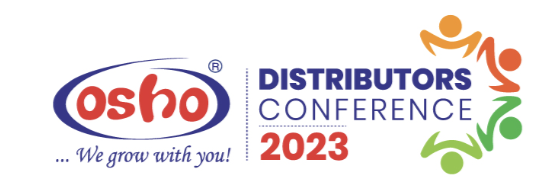 osho®
... We grow with you!
DISTRIBUTORS
CONFERENCE
2023